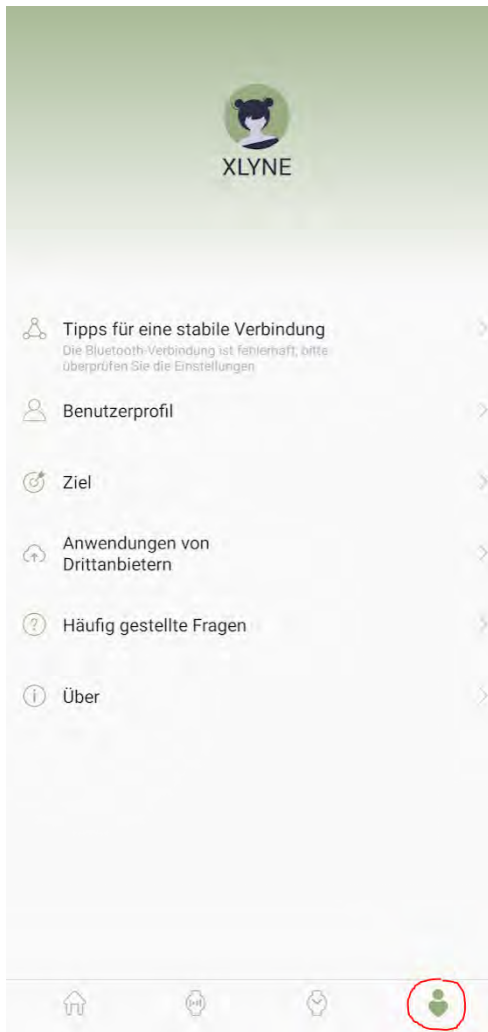 XLYNE
Tipps für eine stabile Verbindung
Die Bluetooth-Verbindung ist fehlerhaft, bitte
überprüfen Sie die Einstellungen
Benutzerprofil
Ziel
Anwendungen von
Drittanbietern
Häufig gestellte Fragen
Über